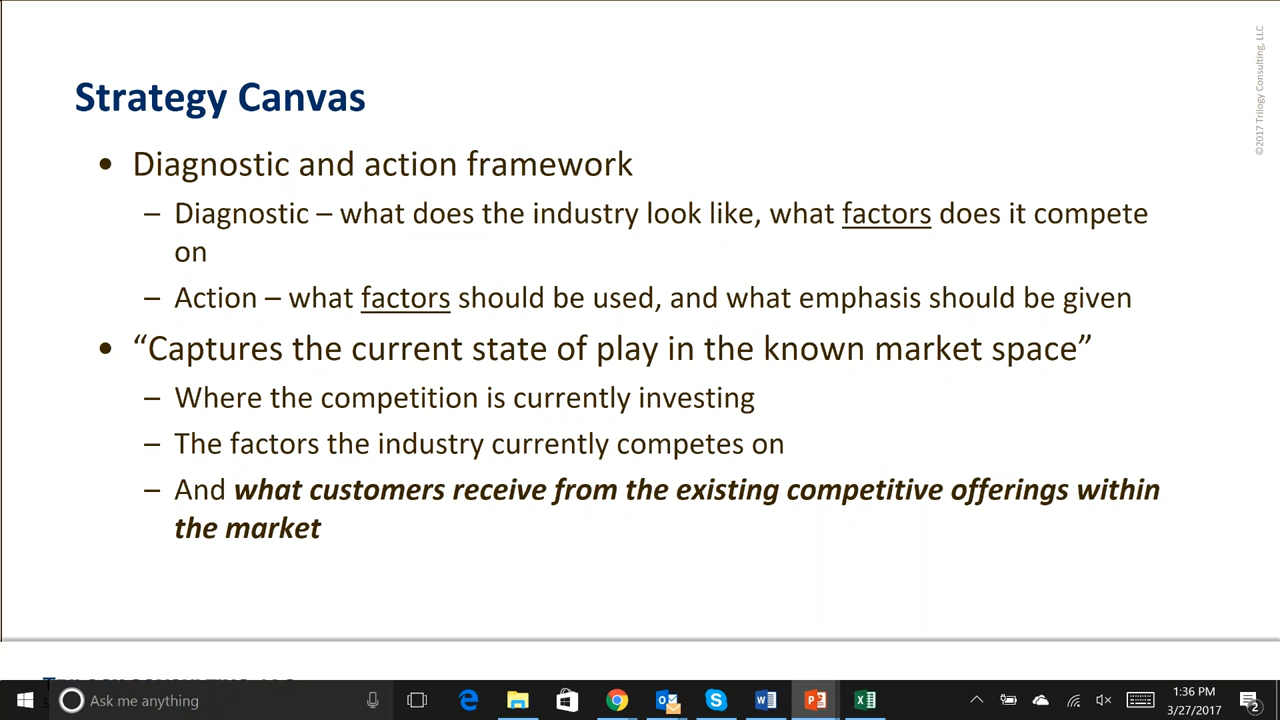 ©2017 Trilogy Consulting, LLC
Strategy Canvas
• Diagnostic and action framework
– Diagnostic – what does the industry look like, what factors does it compete
on
– Action – what factors should be used, and what emphasis should be given
• “Captures the current state of play in the known market space”
– Where the competition is currently investing
– The factors the industry currently competes on
– And what customers receive from the existing competitive offerings within
the market
Ask me anything
1:36 PM
3/27/2017
2